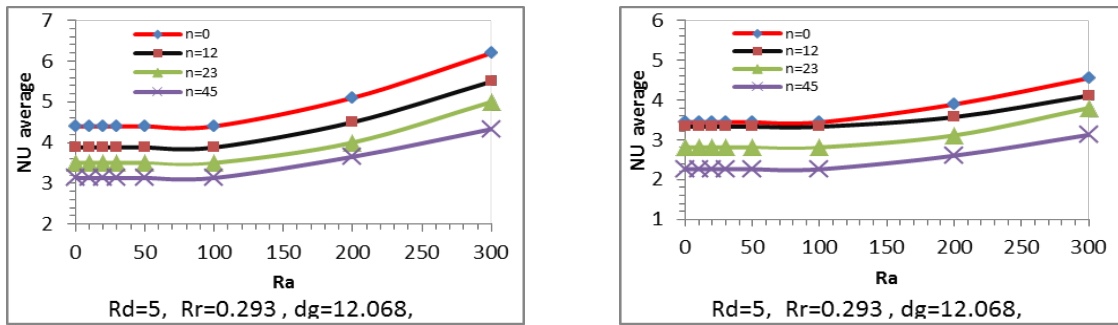 7
6
5
4
3
2
NU average
n=0
n=12
n=23
n=45
0 50 100 150 200 250 300
Ra
Rd=5, Rr=0.293 , dg=12.068,
6
5
4
3
2
1
NU average
n=0
n=12
n=23
n=45
0 50 100 150 200 250 300
Ra
Rd=5, Rr=0.293 , dg=12.068,